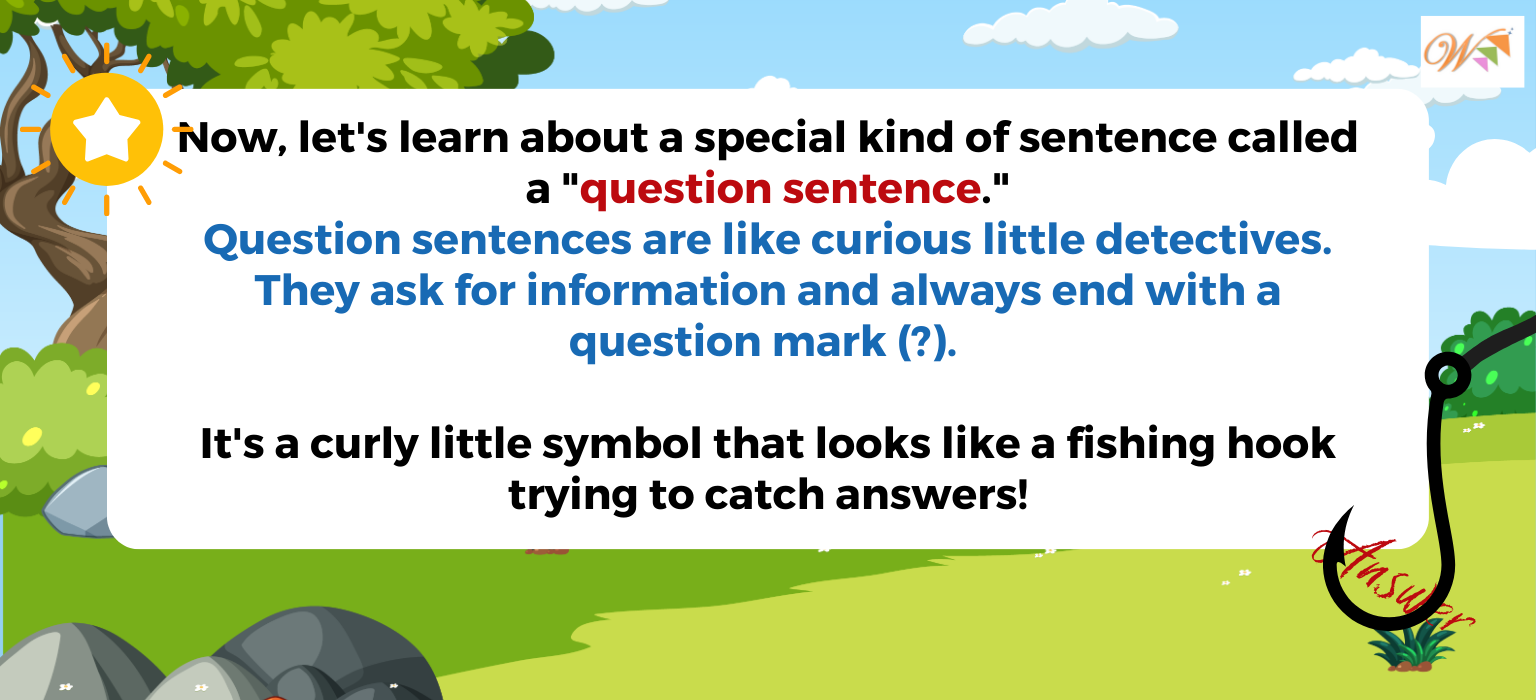 W
Now, let's learn about a special kind of sentence called
a "question sentence."
Question sentences are like curious little detectives.
They ask for information and always end with a
question mark (?).
It's a curly little symbol that looks like a fishing hook
trying to catch answers!
Answer